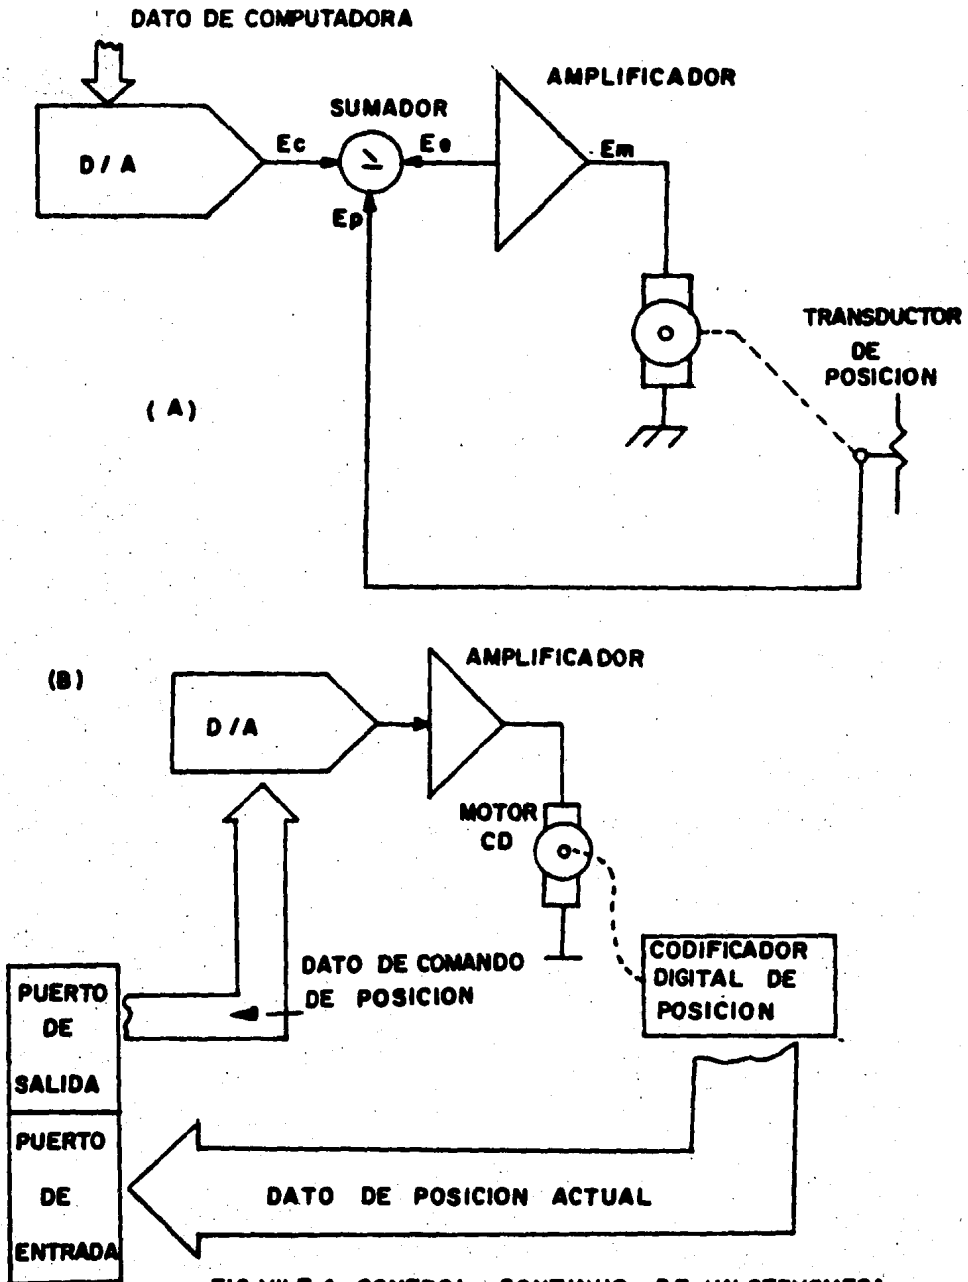 DATO DE COMPUTADORA
AMPLIFICADOR
SUMADOR
D/A
Ec
Ee
Em
Σ
Ep
TRANSDUCTOR
DE
POSICION
(A)
(B)
AMPLIFICADOR
D/A
MOTOR
CD
CODIFICADOR
DIGITAL DE
POSICION
DATO DE COMANDO
DE POSICION
PUERTO
DE
SALIDA
PUERTO
DE
ENTRADA
DATO DE POSICION ACTUAL